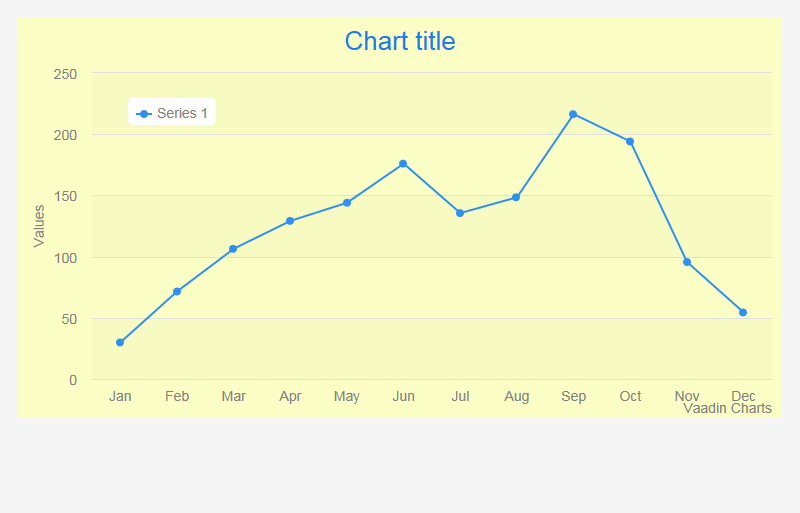 Chart title
250
Series 1
200
150
Values
100
50
0
Jan Feb Mar Apr May Jun Jul Aug Sep Oct Nov Dec
Vaadin Charts